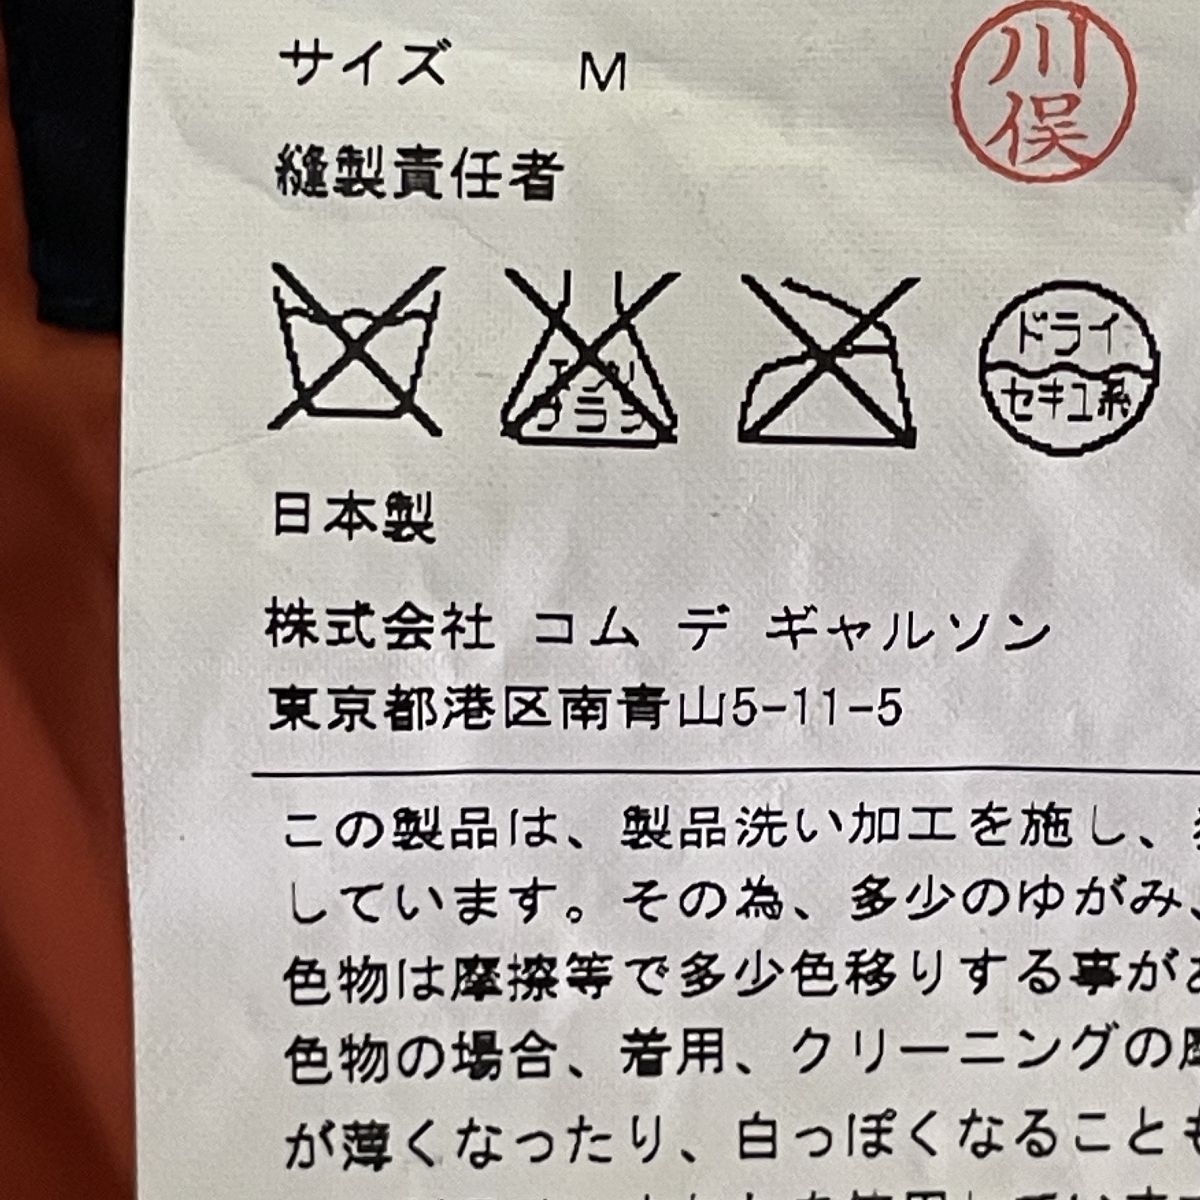 サイズ M
川俣
縫製責任者
エンソ
サラシ
ドライ
セキユ系
日本製
株式会社 コム デ ギャルソン
東京都港区南青山5-11-5
この製品は、製品洗い加工を施し、
しています。その為、多少のゆがみ、
色物は摩擦等で多少色移りする事が
色物の場合、着用、クリーニングの
が薄くなったり、白っぽくなることも